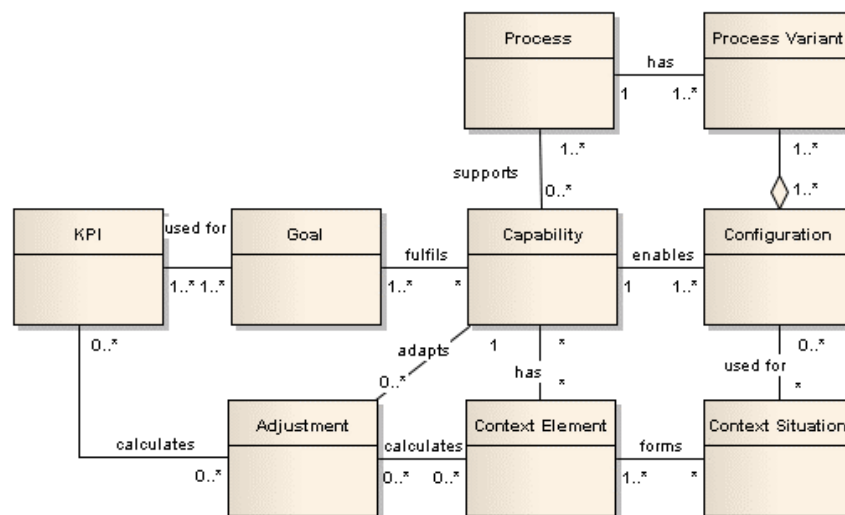 Process
Process Variant
has
1
1..*
1..*
1..*
supports
0..*
1..*
KPI
used for
Goal
fulfils
Capability
enables
Configuration
1..*
1..*
1..*
*
1
1..*
0..*
adapts
1
*
0..*
0..*
has
used for
*
*
Adjustment
Context Element
Context Situation
calculates
calculates
forms
0..*
0..*
0..*
1..*
*